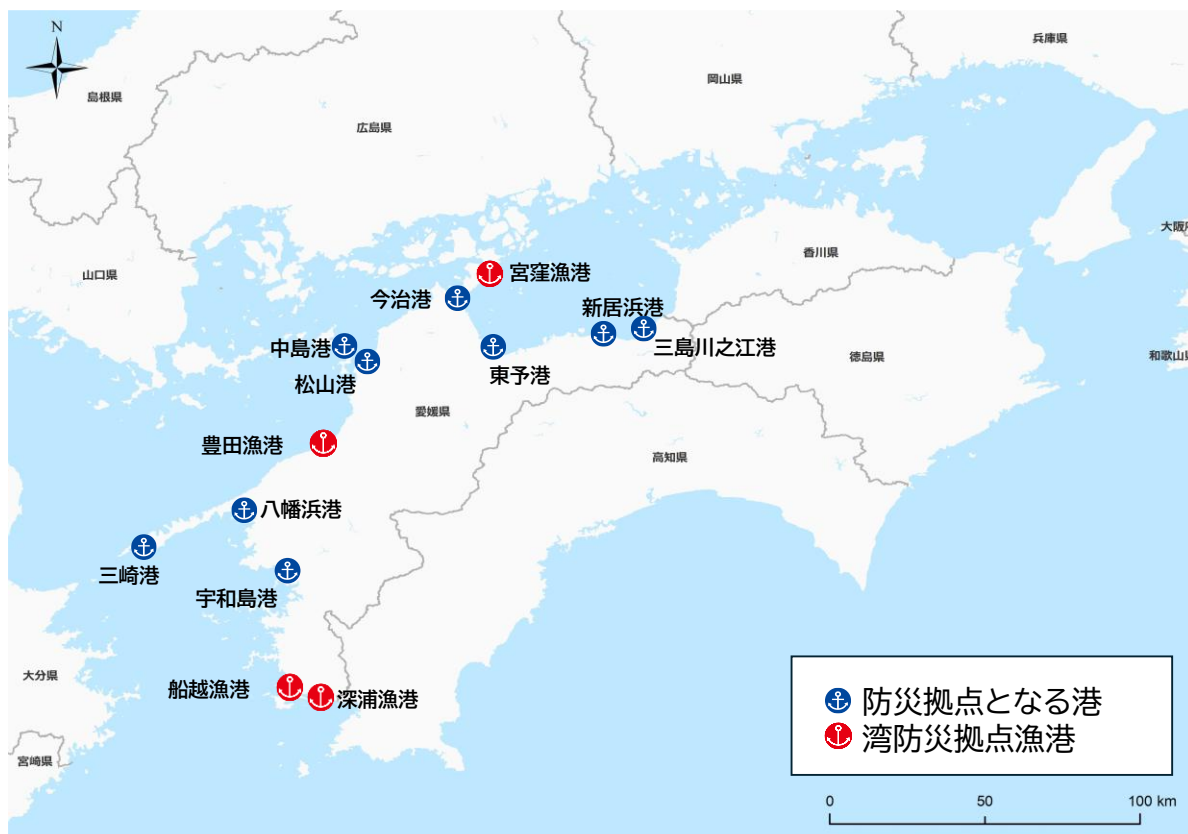 N
兵庫県
岡山県
島根県
広島県
大阪府
香川県
山口県
宮窪漁港
今治港
新居浜港
三島川之江港
中島港
松山港
東予港
徳島県
和歌山県
愛媛県
豊田漁港
高知県
八幡浜港
三崎港
宇和島港
大分県
船越漁港
深浦漁港
宮崎県
防災拠点となる港
湾防災拠点漁港
0 50 100 km